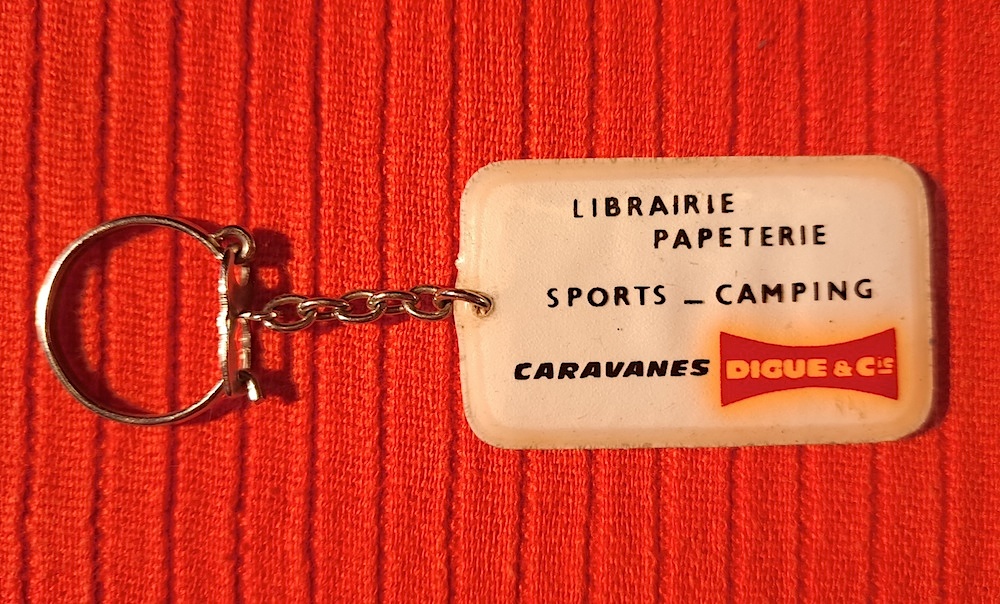 LIBRAIRIE
PAPETERIE
SPORTS _ CAMPING
CARAVANES DIGUE & Cie